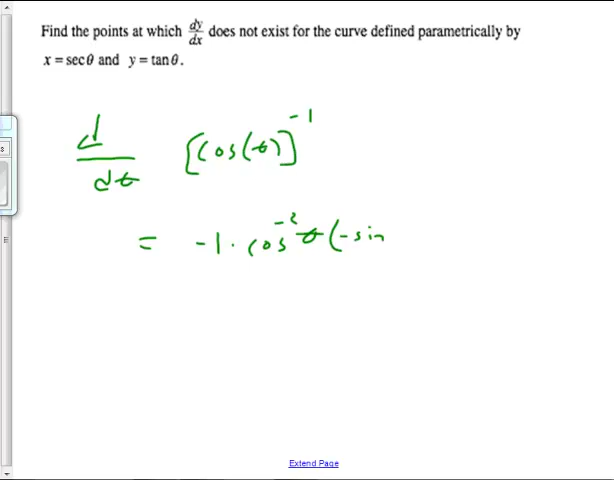 Find the points at which dy/dx does not exist for the curve defined parametrically by
x = secθ and y = tanθ.
d/dθ [cos(θ)]^-1
= -1 · cos^-2 θ (-sin
Extend Page